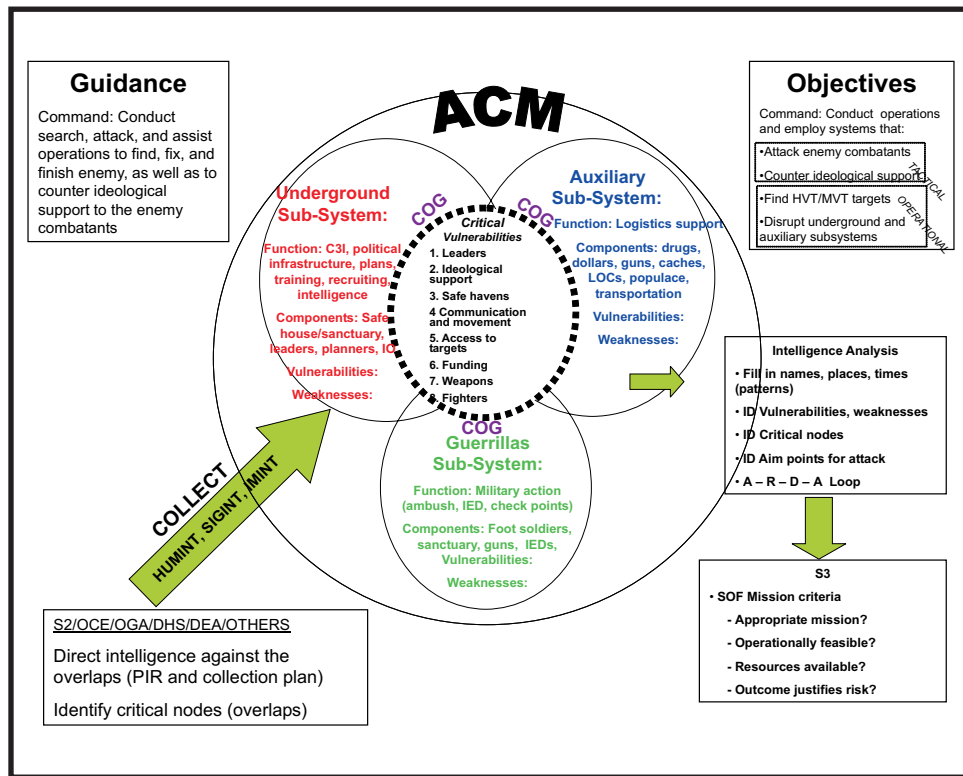 ACM
Guidance
Command: Conduct
search, attack, and assist
operations to find, fix, and
finish enemy, as well as to
counter ideological
support to the enemy
combatants
Objectives
Command: Conduct operations
and employ systems that:
•Attack enemy combatants
•Counter ideological support
TACTICAL
•Find HVT/MVT targets
•Disrupt underground and
auxiliary subsystems
OPERATIONAL
Underground
Sub-System:
Function: C3I, political
infrastructure, plans,
training, recruiting,
intelligence
Components: Safe
house/sanctuary,
leaders, planners, IO
Vulnerabilities:
Weaknesses:
COG
COG
Critical
Vulnerabilities
1. Leaders
2. Ideological
support
3. Safe havens
4 Communication
and movement
5. Access to
targets
6. Funding
7. Weapons
8. Fighters
COG
Auxiliary
Sub-System:
Function: Logistics support
Components: drugs,
dollars, guns, caches,
LOCs, populace,
transportation
Vulnerabilities:
Weaknesses:
Guerrillas
Sub-System:
Function: Military action
(ambush, IED, check points)
Components: Foot soldiers,
sanctuary, guns, IEDs,
Vulnerabilities:
Weaknesses:
COLLECT
HUMINT, SIGINT, IMINT
Intelligence Analysis
• Fill in names, places, times
(patterns)
• ID Vulnerabilities, weaknesses
• ID Critical nodes
• ID Aim points for attack
• A – R – D – A Loop
S3
• SOF Mission criteria
- Appropriate mission?
- Operationally feasible?
- Resources available?
- Outcome justifies risk?
S2/OCE/OGA/DHS/DEA/OTHERS
Direct intelligence against the
overlaps (PIR and collection plan)
Identify critical nodes (overlaps)